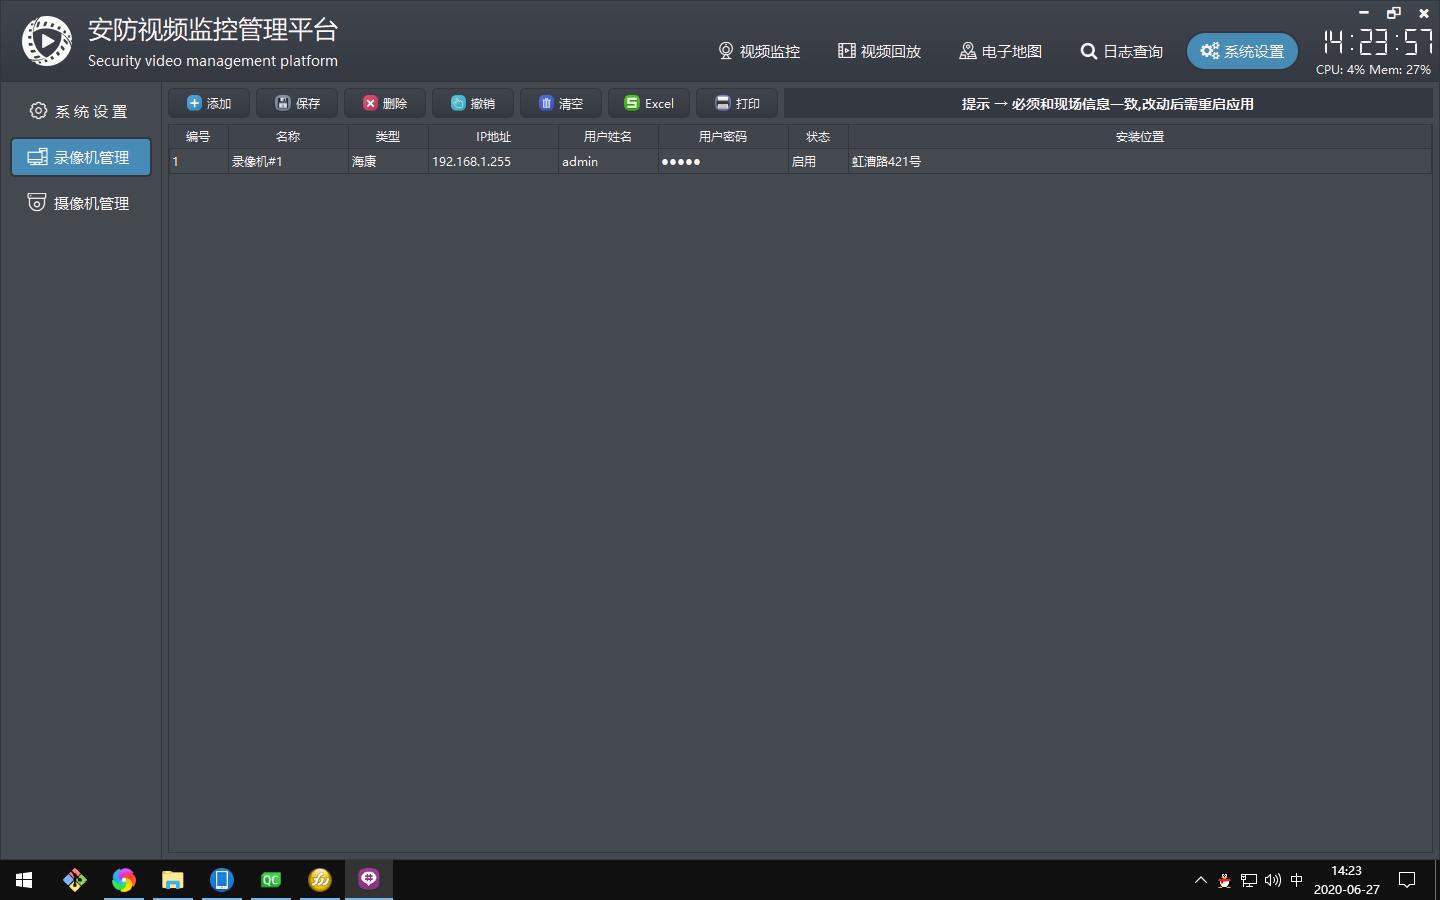 安防视频监控管理平台
Security video management platform
视频监控
视频回放
电子地图
日志查询
系统设置
14:23:57
CPU: 4% Mem: 27%
系 统 设 置
录像机管理
摄像机管理
添加
保存
删除
撤销
清空
Excel
打印
提示 → 必须和现场信息一致,改动后需重启应用
编号 名称 类型 IP地址 用户姓名 用户密码 状态 安装位置
1 录像机#1 海康 192.168.1.255 admin ●●●●● 启用 虹漕路421号
QC
中
14:23
2020-06-27